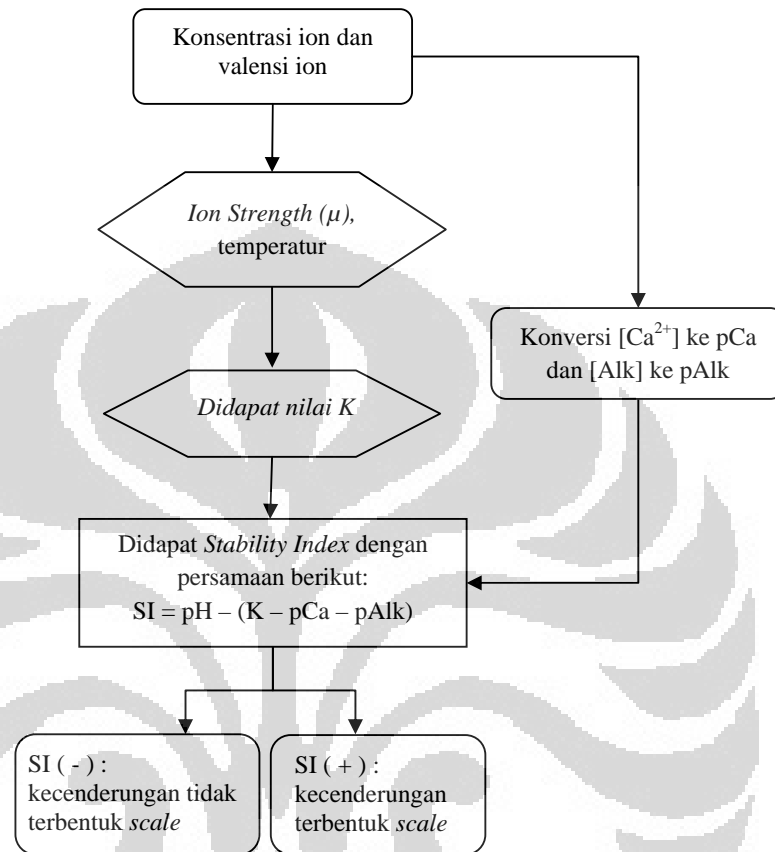 Konsentrasi ion dan
valensi ion
Ion Strength (µ),
temperatur
Konversi [Ca²⁺] ke pCa
dan [Alk] ke pAlk
Didapat nilai K
Didapat Stability Index dengan
persamaan berikut:
SI = pH – (K – pCa – pAlk)
SI ( - ) :
kecenderungan tidak
terbentuk scale
SI ( + ) :
kecenderungan
terbentuk scale